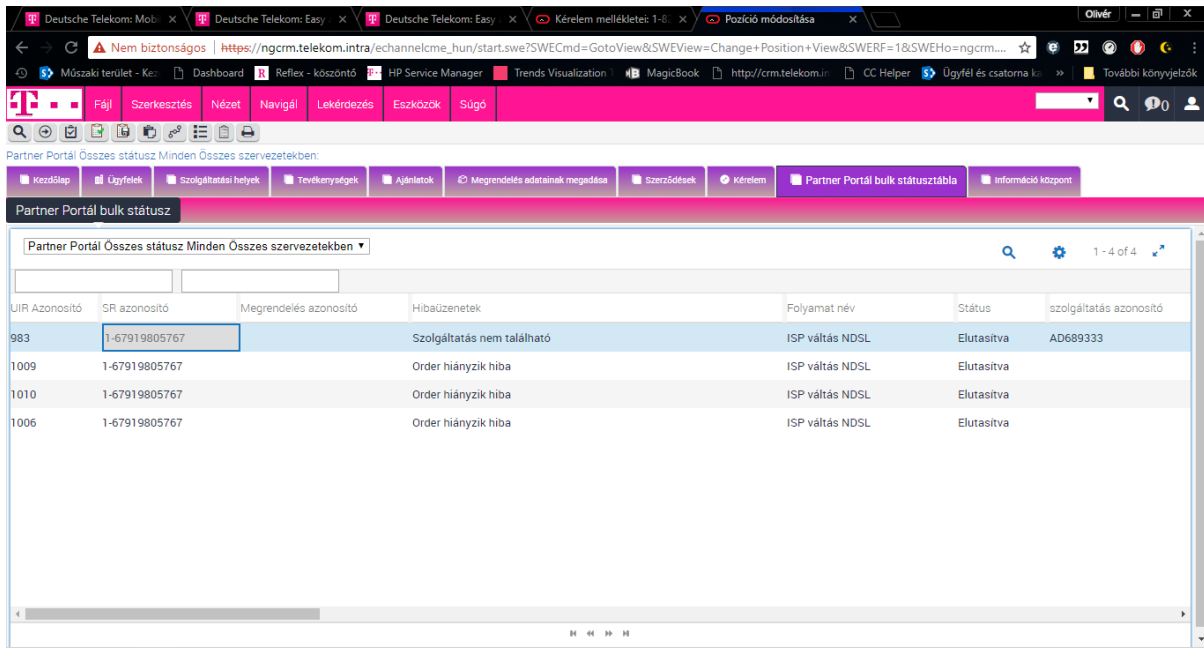 Deutsche Telekom: Mobi Deutsche Telekom: Easy Deutsche Telekom: Easy Kérelem mellékletei: 1-8 Pozíció módosítása Olivér
Nem biztonságos https://ngcrm.telekom.intra/echannelcme_hun/start.swe?SWECmd=GotoView&SWEView=Change+Position+View&SWERF=1&SWEHo=ngcrm....
Műszaki terület - Kez Dashboard Reflex - köszöntő HP Service Manager Trends Visualization MagicBook http://crm.telekom.in CC Helper Ügyfél és csatorna ka » További könyvjelzők
Fájl Szerkesztés Nézet Navigál Lekérdezés Eszközök Súgó 0
Partner Portál Összes státusz Minden Összes szervezetekben:
Kezdőlap Ügyfelek Szolgáltatási helyek Tevékenységek Ajánlatok Megrendelés adatainak megadása Szerződések Kérelem Partner Portál bulk státusztábla Információ központ
Partner Portál bulk státusz
Partner Portál Összes státusz Minden Összes szervezetekben 1 - 4 of 4
UIR Azonosító SR azonosító Megrendelés azonosító Hibaüzenetek Folyamat név Státus szolgáltatás azonosító
983 1-67919805767 Szolgáltatás nem található ISP váltás NDSL Elutasítva AD689333
1009 1-67919805767 Order hiányzik hiba ISP váltás NDSL Elutasítva
1010 1-67919805767 Order hiányzik hiba ISP váltás NDSL Elutasítva
1006 1-67919805767 Order hiányzik hiba ISP váltás NDSL Elutasítva